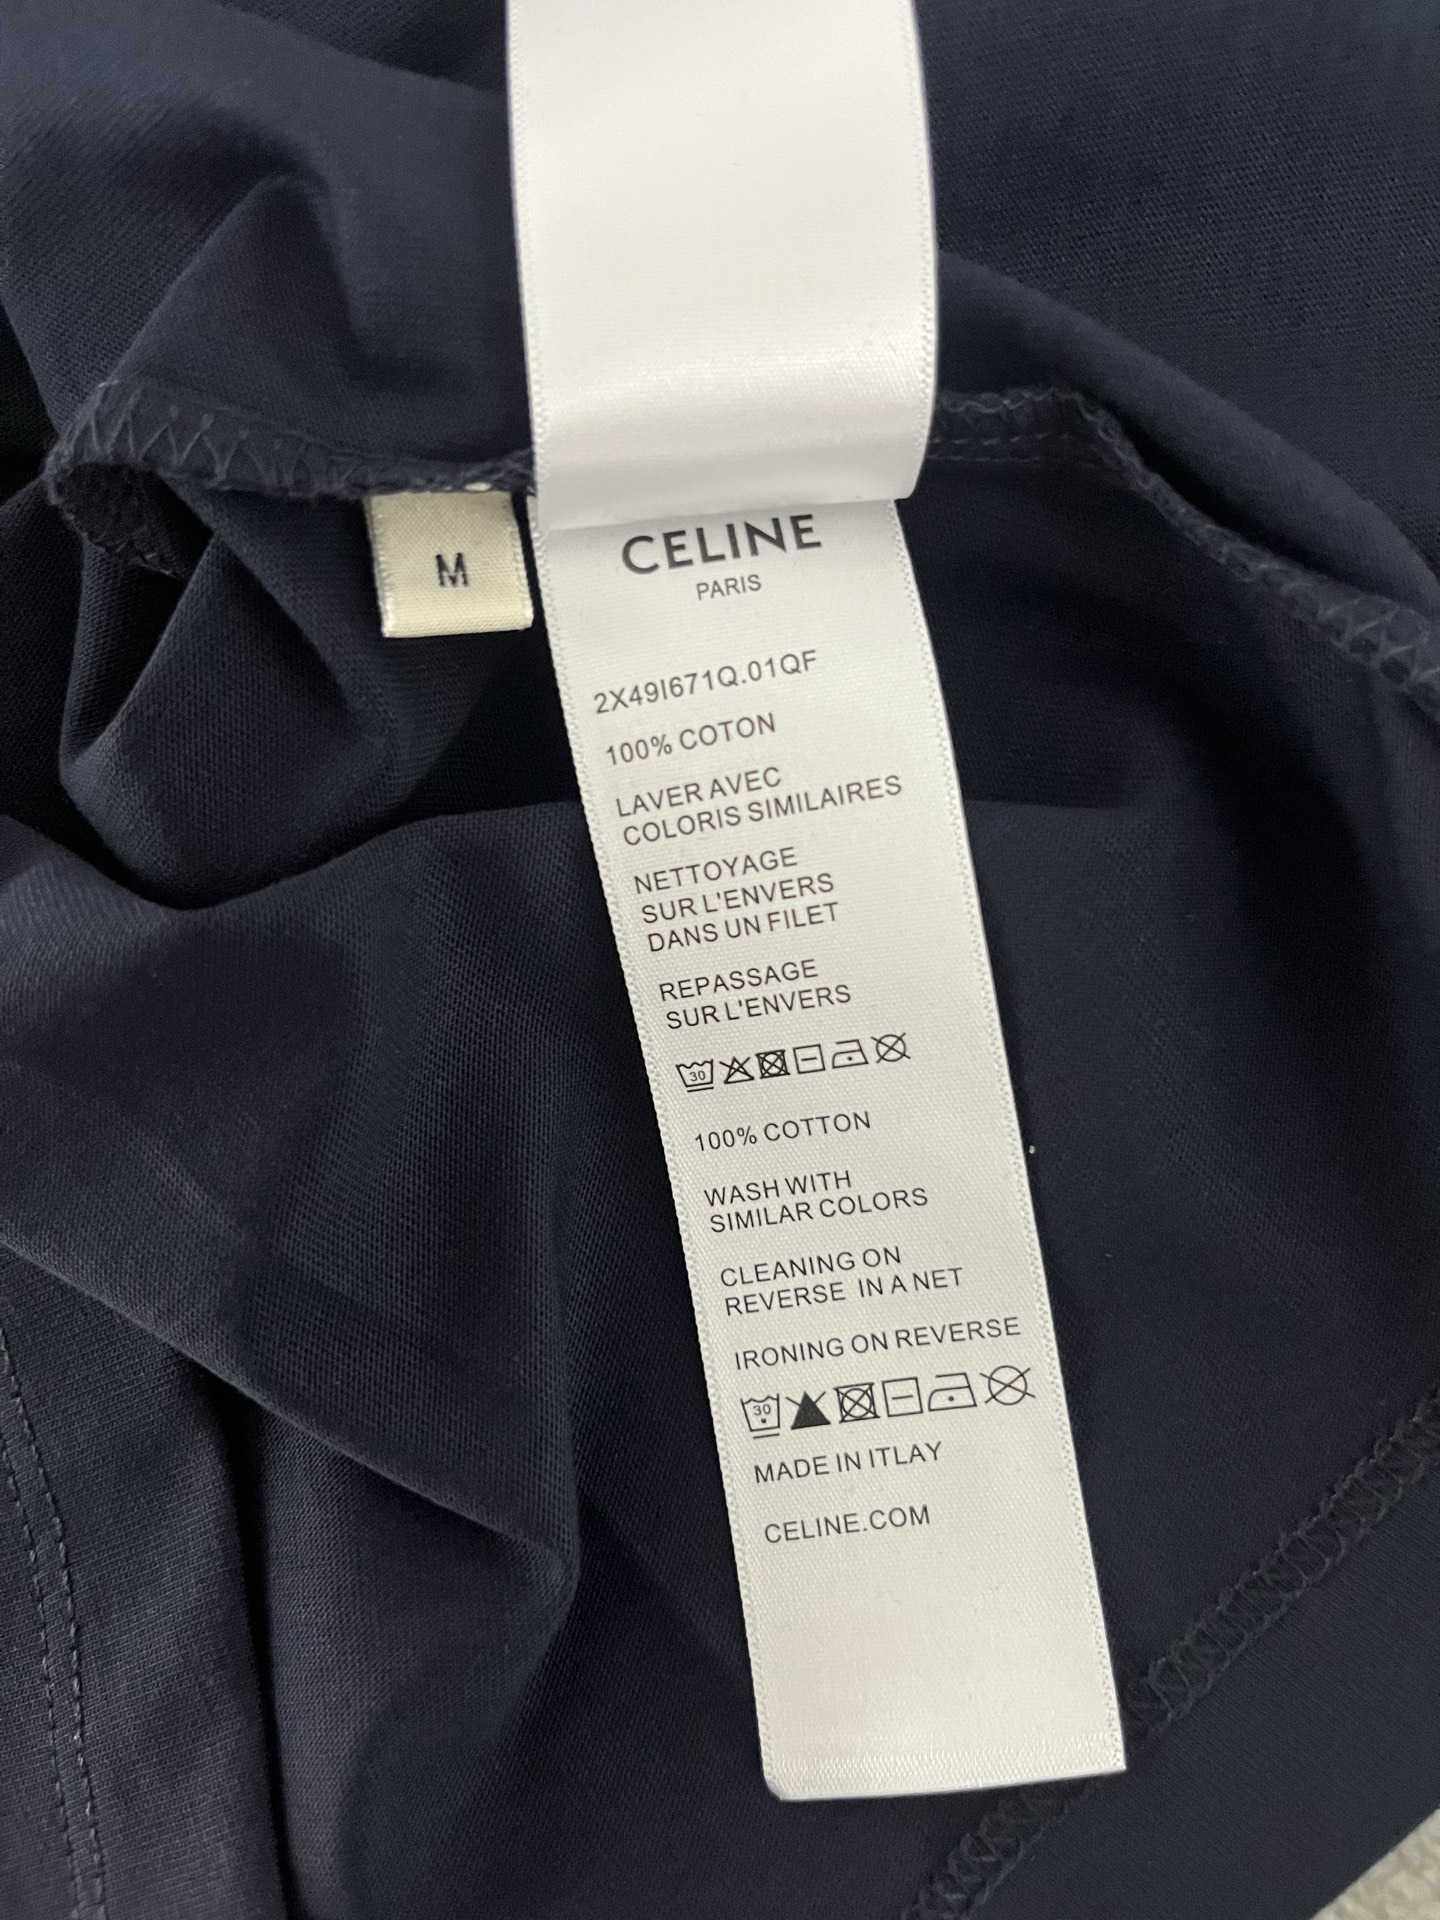 M
CELINE
PARIS
2X49I671Q.01QF
100% COTON
LAVER AVEC
COLORIS SIMILAIRES
NETTOYAGE
SUR L'ENVERS
DANS UN FILET
REPASSAGE
SUR L'ENVERS
30
100% COTTON
WASH WITH
SIMILAR COLORS
CLEANING ON
REVERSE IN A NET
IRONING ON REVERSE
30
MADE IN ITLAY
CELINE.COM